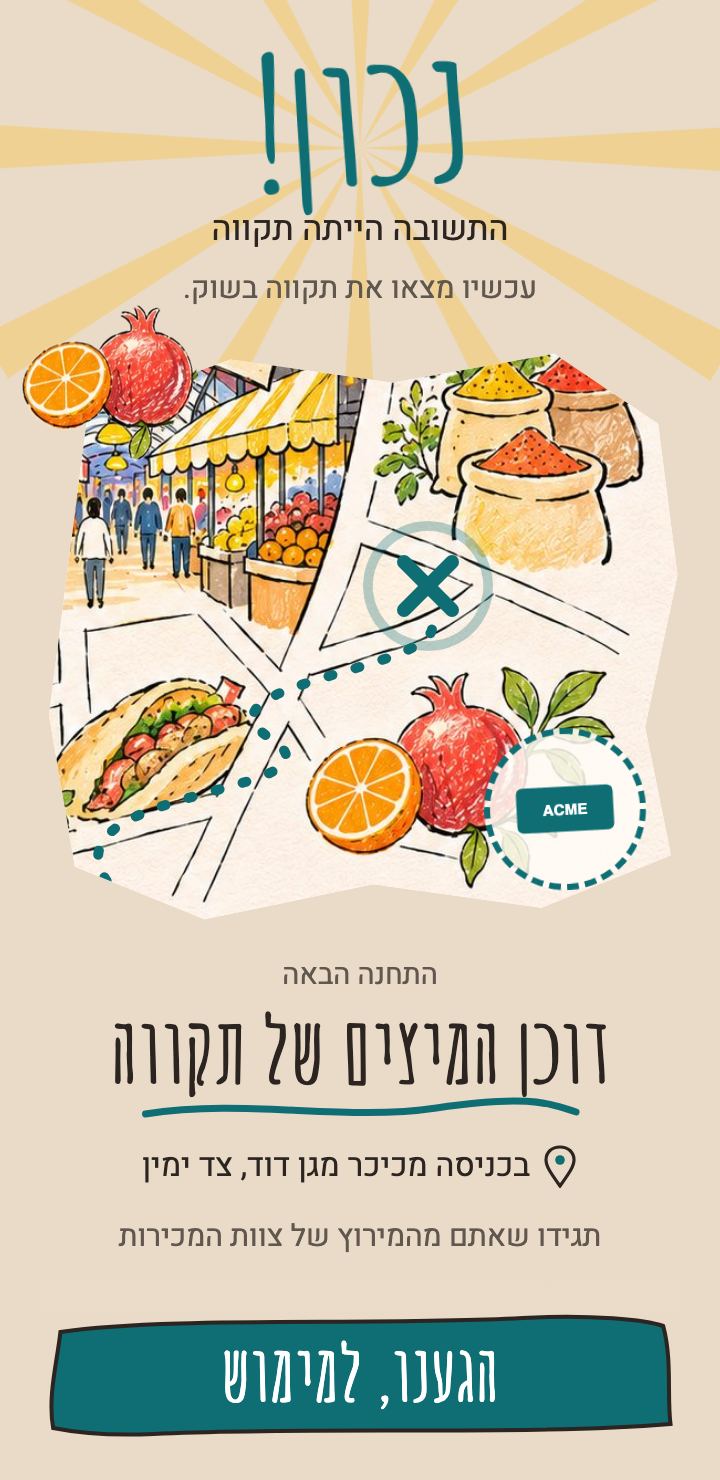 נכון!
התשובה הייתה תקווה
עכשיו מצאו את תקווה בשוק.
ACME
התחנה הבאה
דוכן המיצים של תקווה
בכניסה מכיכר מגן דוד, צד ימין
תגידו שאתם מהמירוץ של צוות המכירות
הגענו, למימוש